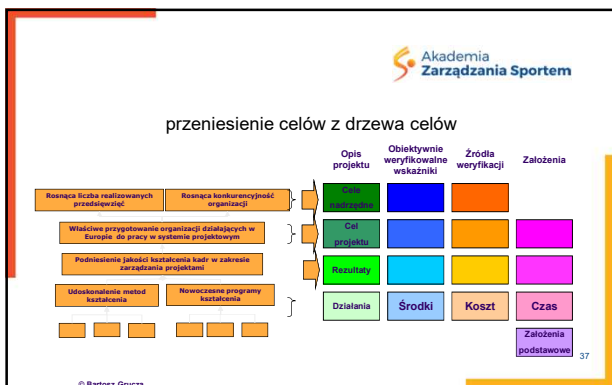 Akademia
Zarządzania Sportem
przeniesienie celów z drzewa celów
Opis
projektu
Obiektywnie
weryfikowalne
wskaźniki
Źródła
weryfikacji
Założenia
Rosnąca liczba realizowanych
przedsięwzięć
Rosnąca konkurencyjność
organizacji
Cele
nadrzędne
Właściwe przygotowanie organizacji działających w
Europie do pracy w systemie projektowym
Cel
projektu
Podniesienie jakości kształcenia kadr w zakresie
zarządzania projektami
Rezultaty
Udoskonalenie metod
kształcenia
Nowoczesne programy
kształcenia
Działania
Środki
Koszt
Czas
Założenia
podstawowe
37
© Bartosz Grucza